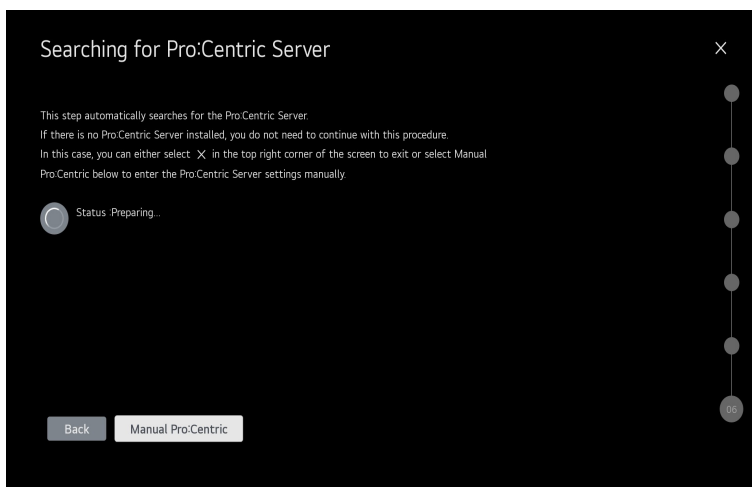 Searching for Pro:Centric Server
This step automatically searches for the Pro:Centric Server.
If there is no Pro:Centric Server installed, you do not need to continue with this procedure.
In this case, you can either select X in the top right corner of the screen to exit or select Manual
Pro:Centric below to enter the Pro:Centric Server settings manually.
Status :Preparing...
06
Back
Manual Pro:Centric